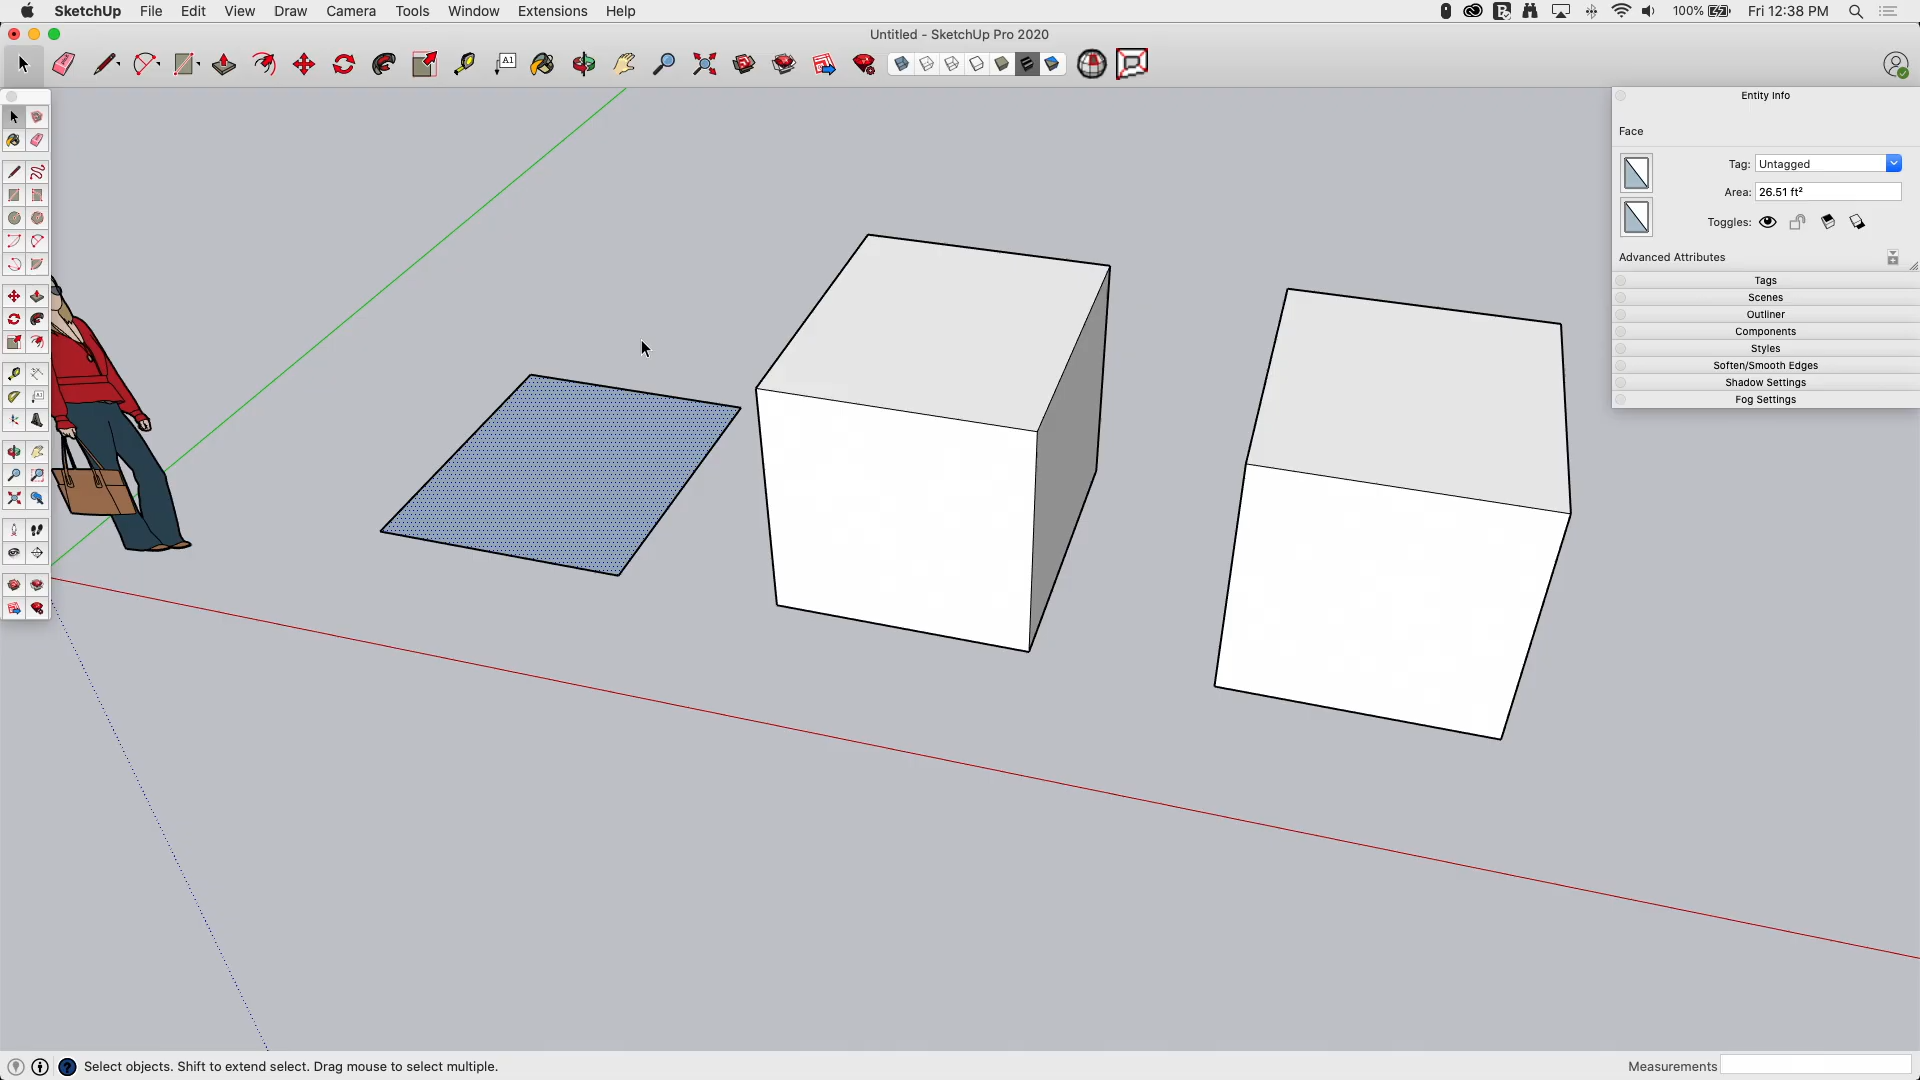 SketchUp File Edit View Draw Camera Tools Window Extensions Help 100% Fri 12:38 PM
Untitled - SketchUp Pro 2020
A1
Entity Info
Face
Tag: Untagged
Area: 26.51 ft²
Toggles:
Advanced Attributes
Tags
Scenes
Outliner
Components
Styles
Soften/Smooth Edges
Shadow Settings
Fog Settings
Select objects. Shift to extend select. Drag mouse to select multiple.
Measurements